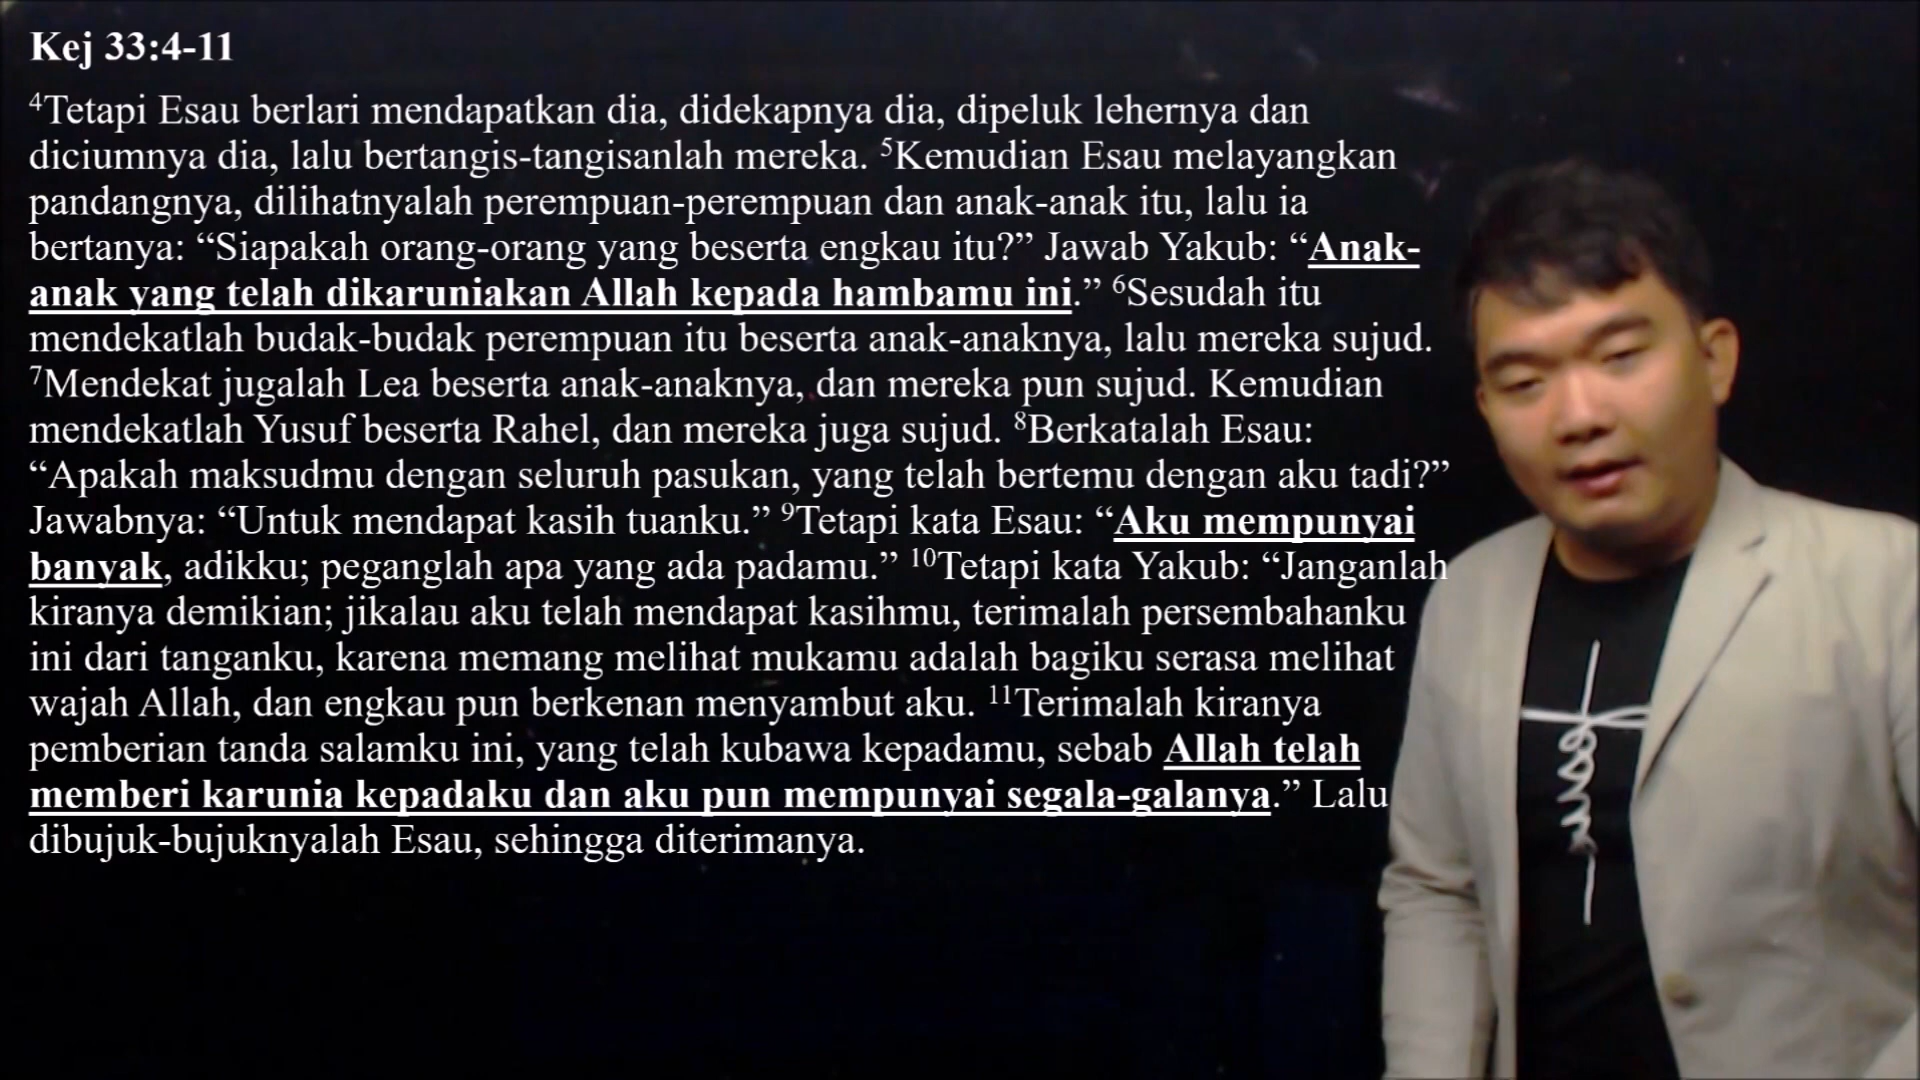 Kej 33:4-11
⁴Tetapi Esau berlari mendapatkan dia, didekapnya dia, dipeluk lehernya dan
diciumnya dia, lalu bertangis-tangisanlah mereka. ⁵Kemudian Esau melayangkan
pandangnya, dilihatnyalah perempuan-perempuan dan anak-anak itu, lalu ia
bertanya: “Siapakah orang-orang yang beserta engkau itu?” Jawab Yakub: “Anak-
anak yang telah dikaruniakan Allah kepada hambamu ini.” ⁶Sesudah itu
mendekatlah budak-budak perempuan itu beserta anak-anaknya, lalu mereka sujud.
⁷Mendekat jugalah Lea beserta anak-anaknya, dan mereka pun sujud. Kemudian
mendekatlah Yusuf beserta Rahel, dan mereka juga sujud. ⁸Berkatalah Esau:
“Apakah maksudmu dengan seluruh pasukan, yang telah bertemu dengan aku tadi?”
Jawabnya: “Untuk mendapat kasih tuanku.” ⁹Tetapi kata Esau: “Aku mempunyai
banyak, adikku; peganglah apa yang ada padamu.” ¹⁰Tetapi kata Yakub: “Janganlah
kiranya demikian; jikalau aku telah mendapat kasihmu, terimalah persembahanku
ini dari tanganku, karena memang melihat mukamu adalah bagiku serasa melihat
wajah Allah, dan engkau pun berkenan menyambut aku. ¹¹Terimalah kiranya
pemberian tanda salamku ini, yang telah kubawa kepadamu, sebab Allah telah
memberi karunia kepadaku dan aku pun mempunyai segala-galanya.” Lalu
dibujuk-bujuknyalah Esau, sehingga diterimanya.